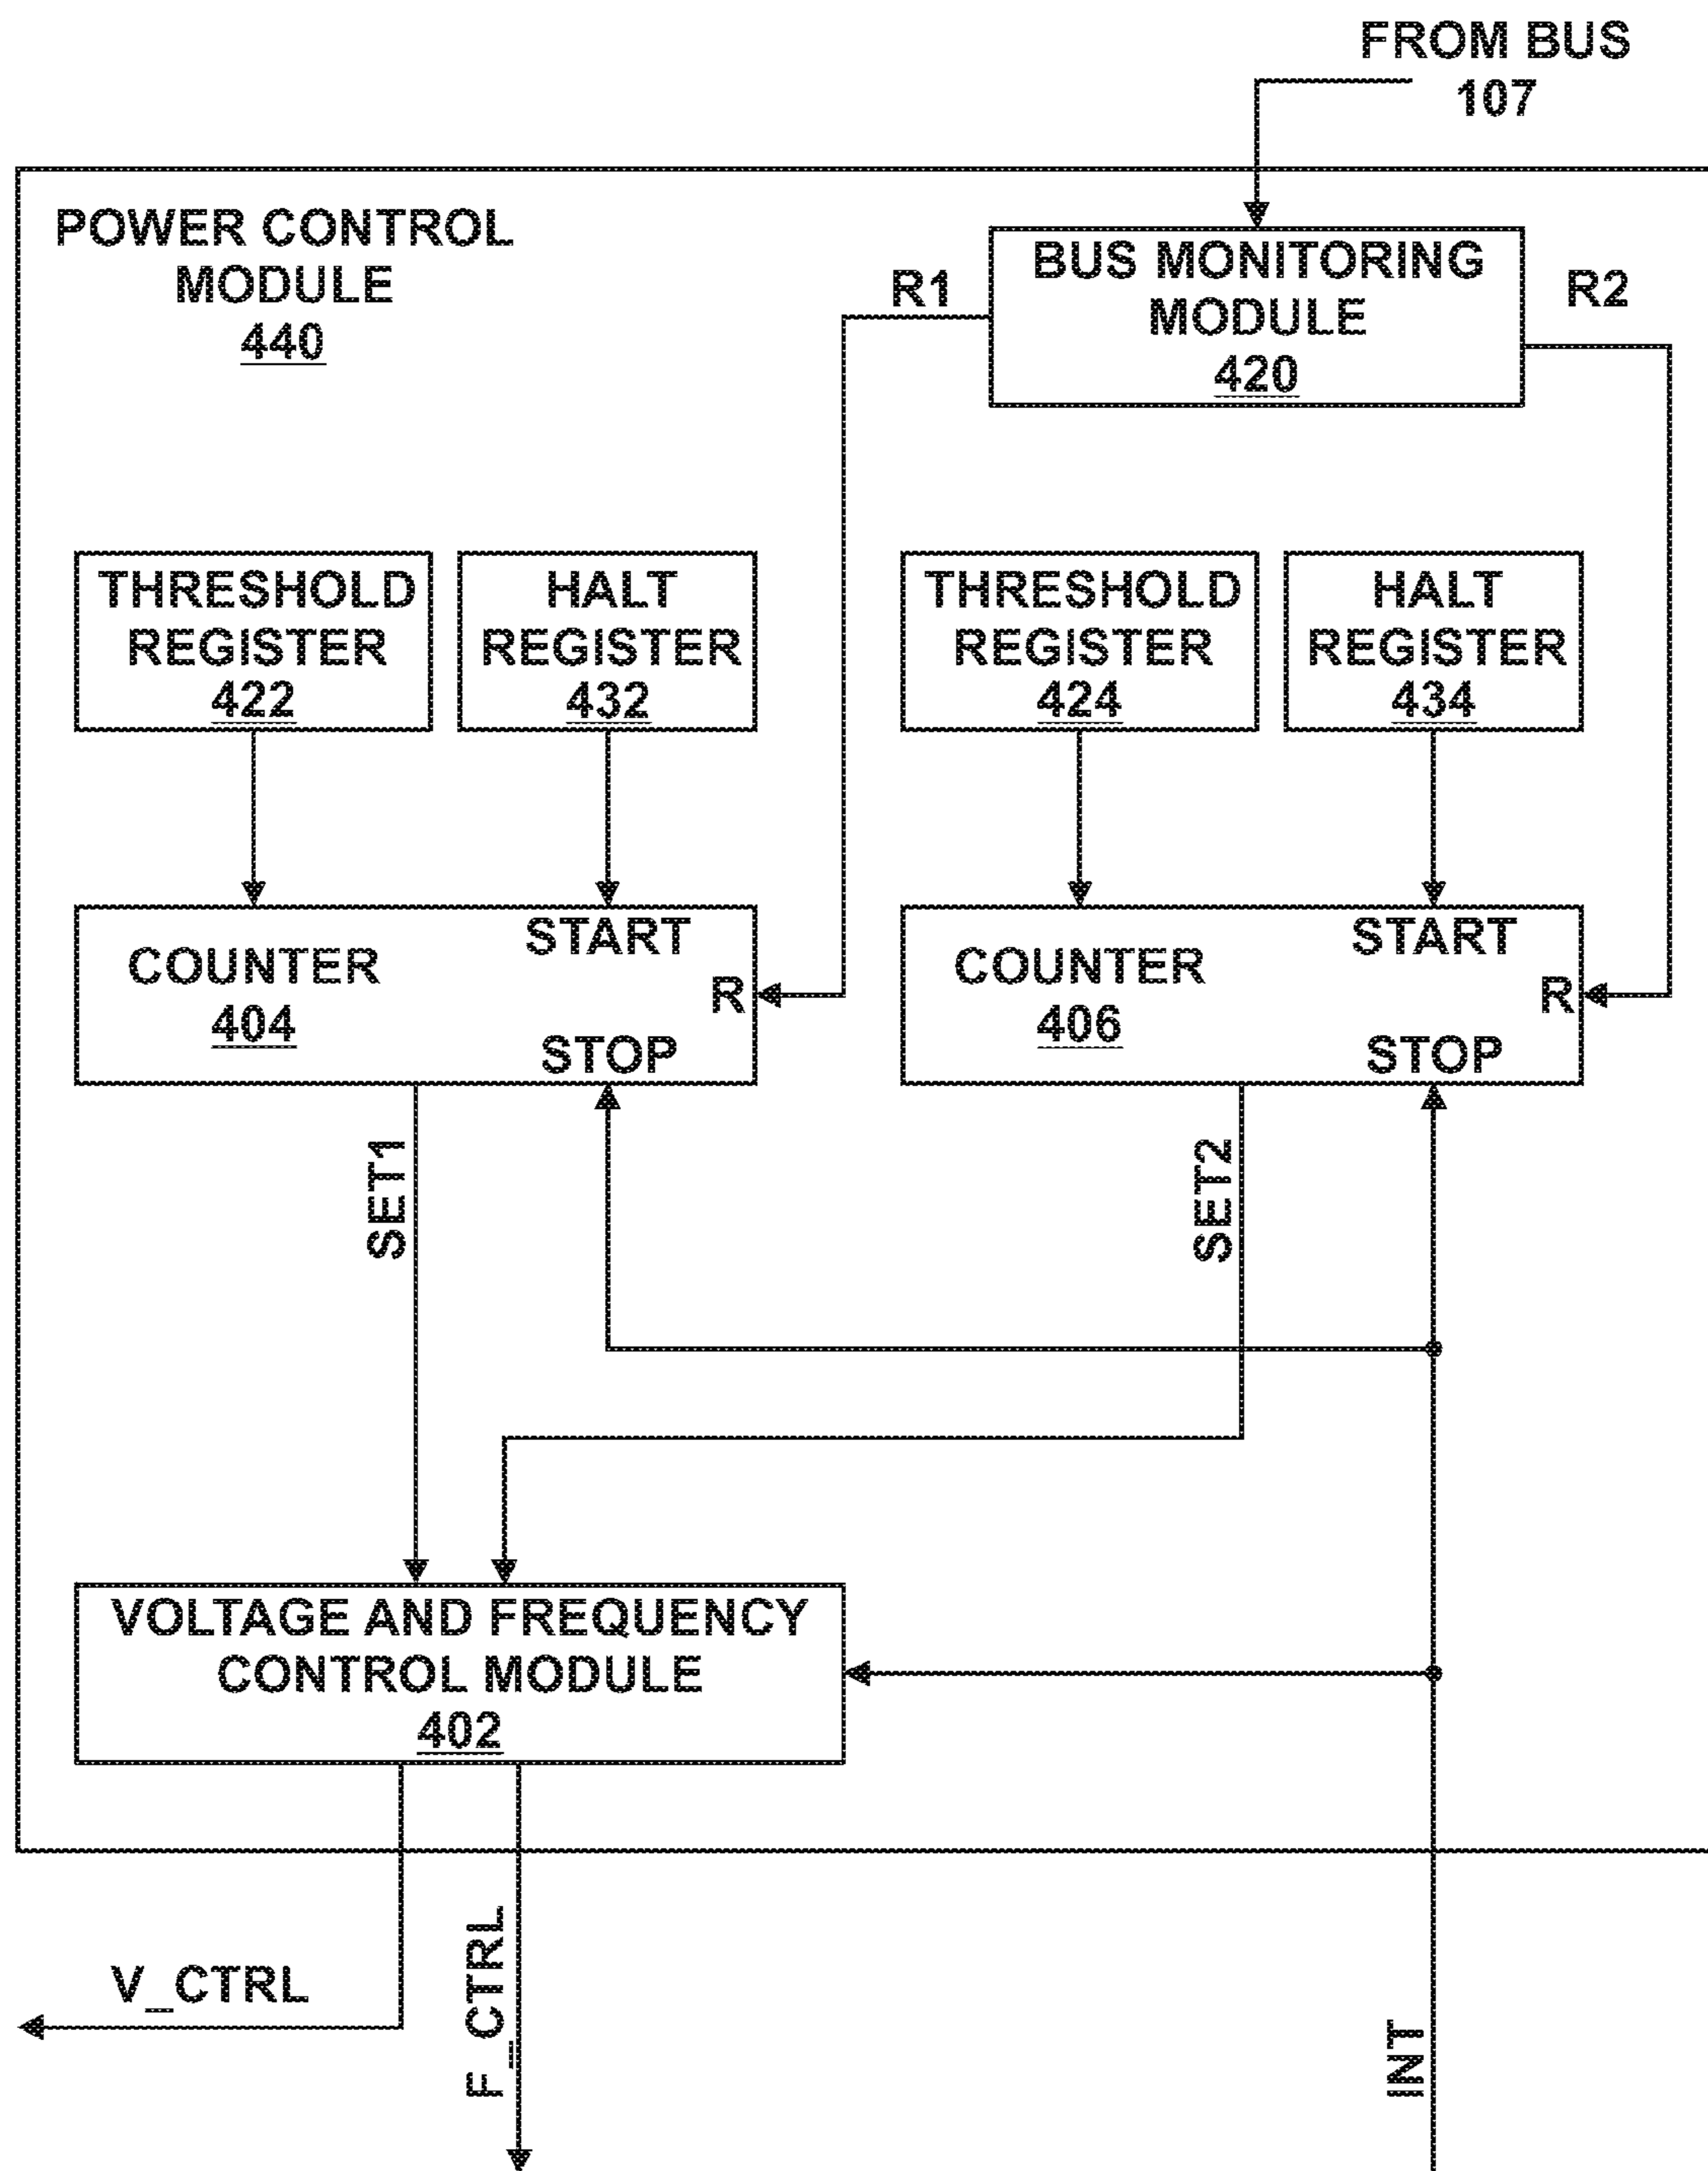 FROM BUS
107
POWER CONTROL
MODULE
440
R1
BUS MONITORING
MODULE
420
R2
THRESHOLD
REGISTER
422
HALT
REGISTER
432
THRESHOLD
REGISTER
424
HALT
REGISTER
434
COUNTER
404
START
R
STOP
COUNTER
406
START
R
STOP
SET1
SET2
VOLTAGE AND FREQUENCY
CONTROL MODULE
402
V_CTRL
F_CTRL
INT